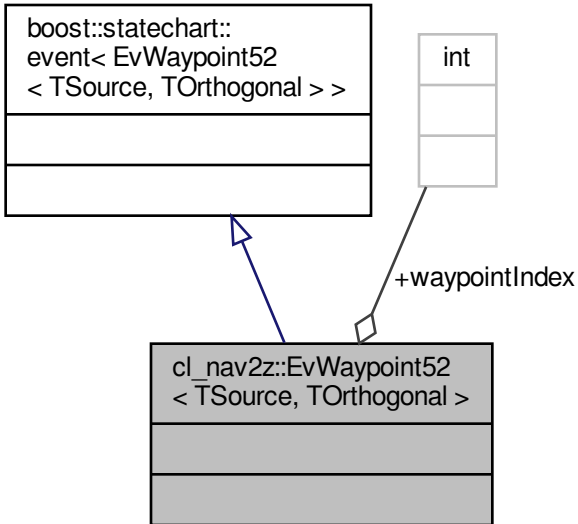 boost::statechart::
event< EvWaypoint52
< TSource, TOrthogonal > >
int
+waypointIndex
cl_nav2z::EvWaypoint52
< TSource, TOrthogonal >